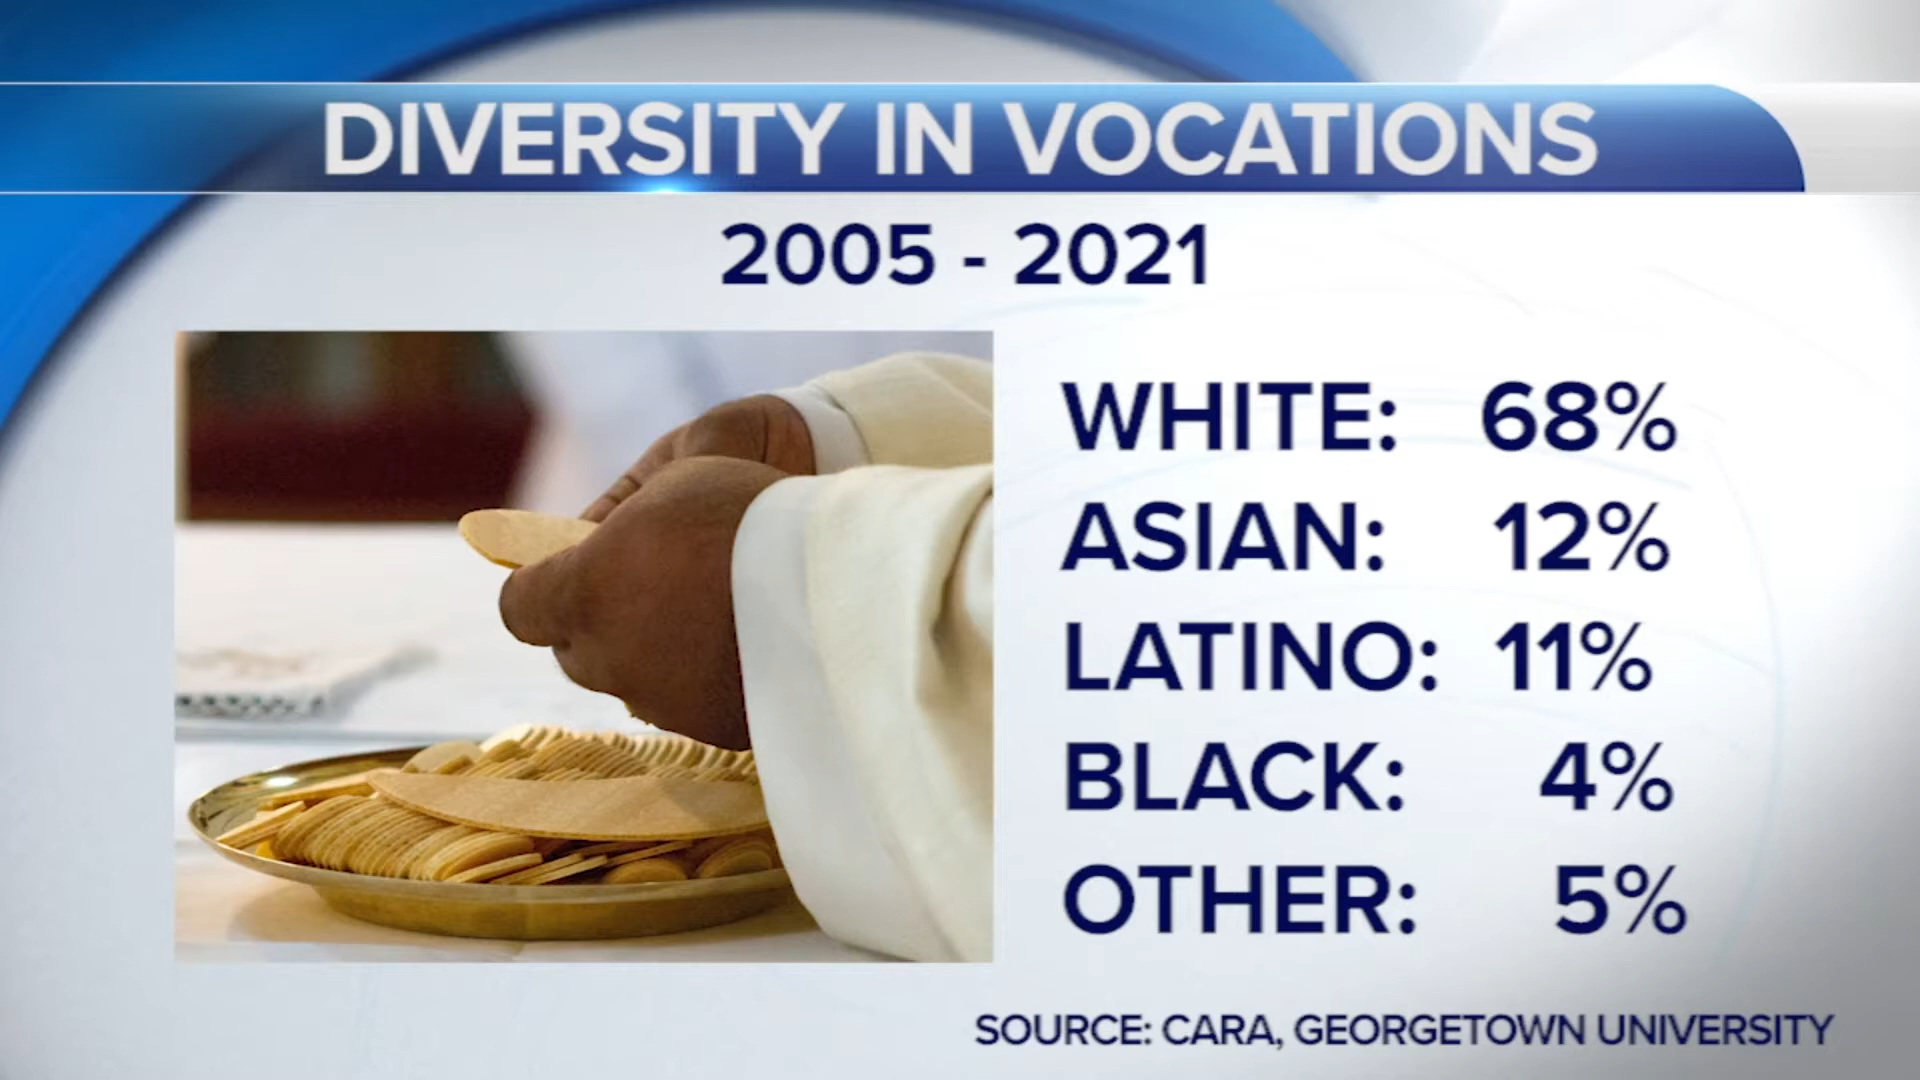 DIVERSITY IN VOCATIONS
2005 - 2021
WHITE: 68%
ASIAN: 12%
LATINO: 11%
BLACK: 4%
OTHER: 5%
SOURCE: CARA, GEORGETOWN UNIVERSITY